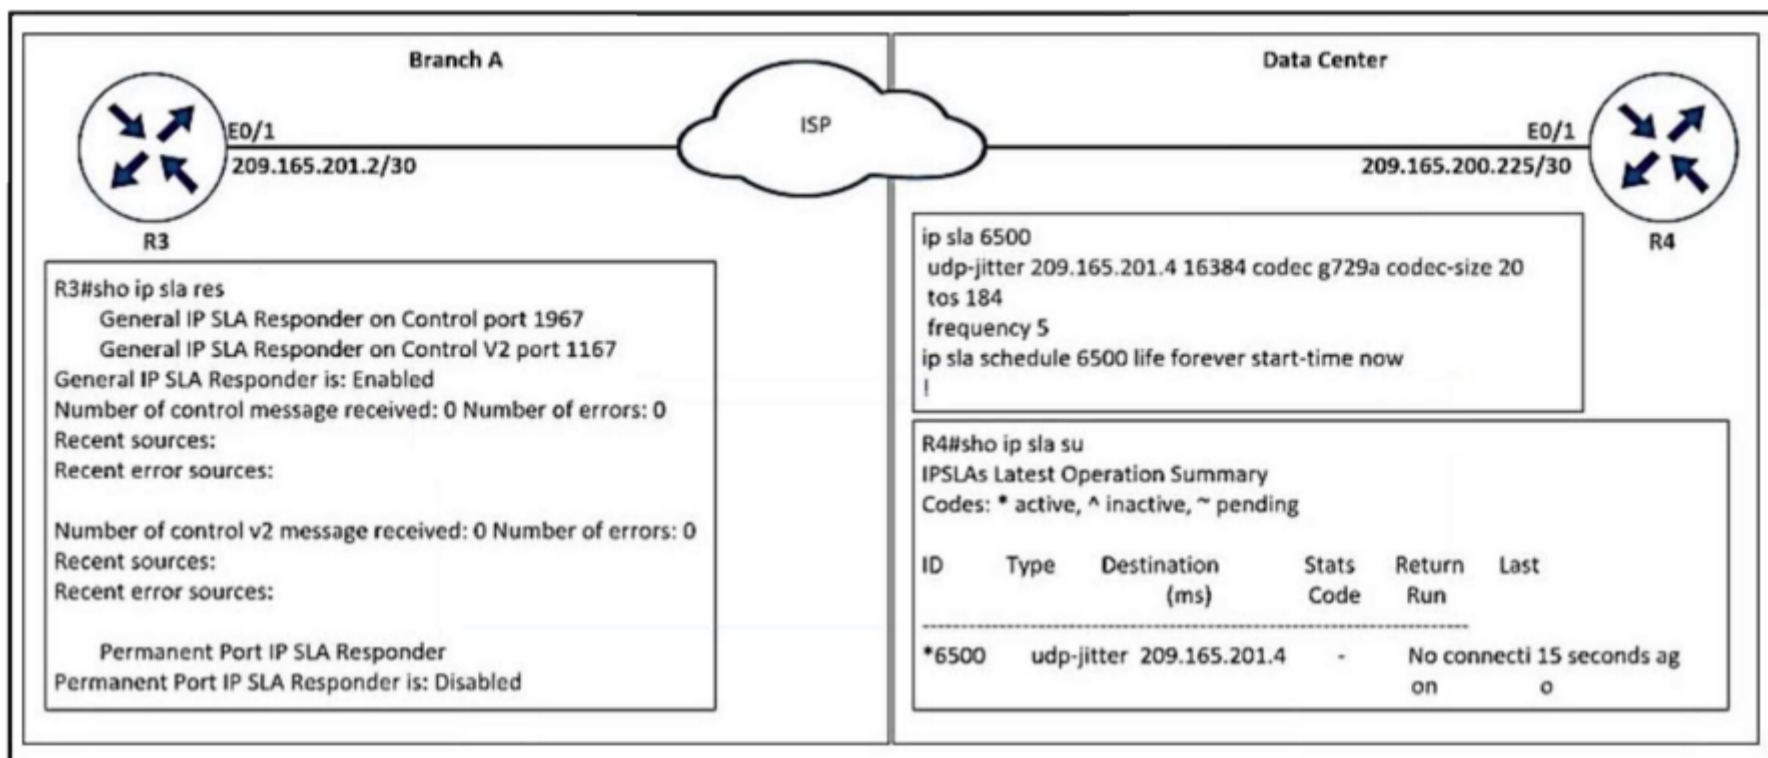 Branch A
Data Center
ISP
E0/1
209.165.201.2/30
R3
E0/1
209.165.200.225/30
R4
R3#sho ip sla res
General IP SLA Responder on Control port 1967
General IP SLA Responder on Control V2 port 1167
General IP SLA Responder is: Enabled
Number of control message received: 0 Number of errors: 0
Recent sources:
Recent error sources:
Number of control v2 message received: 0 Number of errors: 0
Recent sources:
Recent error sources:
Permanent Port IP SLA Responder
Permanent Port IP SLA Responder is: Disabled
ip sla 6500
udp-jitter 209.165.201.4 16384 codec g729a codec-size 20
tos 184
frequency 5
ip sla schedule 6500 life forever start-time now
!
R4#sho ip sla su
IPSLAs Latest Operation Summary
Codes: * active, ^ inactive, ~ pending
ID Type Destination Stats Return Last
(ms) Code Run
--------------------------------------------------------------------------------
*6500 udp-jitter 209.165.201.4 - No connecti 15 seconds ag
on o